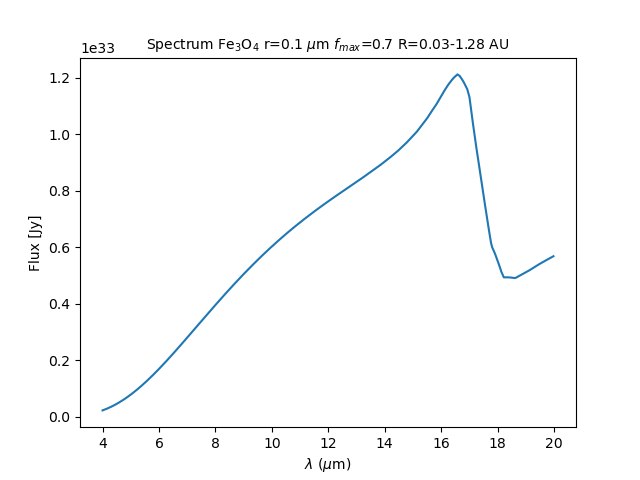 Spectrum Fe₃O₄ r=0.1 μm f_max=0.7 R=0.03-1.28 AU
1e33
1.2
1.0
0.8
0.6
0.4
0.2
0.0
Flux [Jy]
4 6 8 10 12 14 16 18 20
λ (μm)